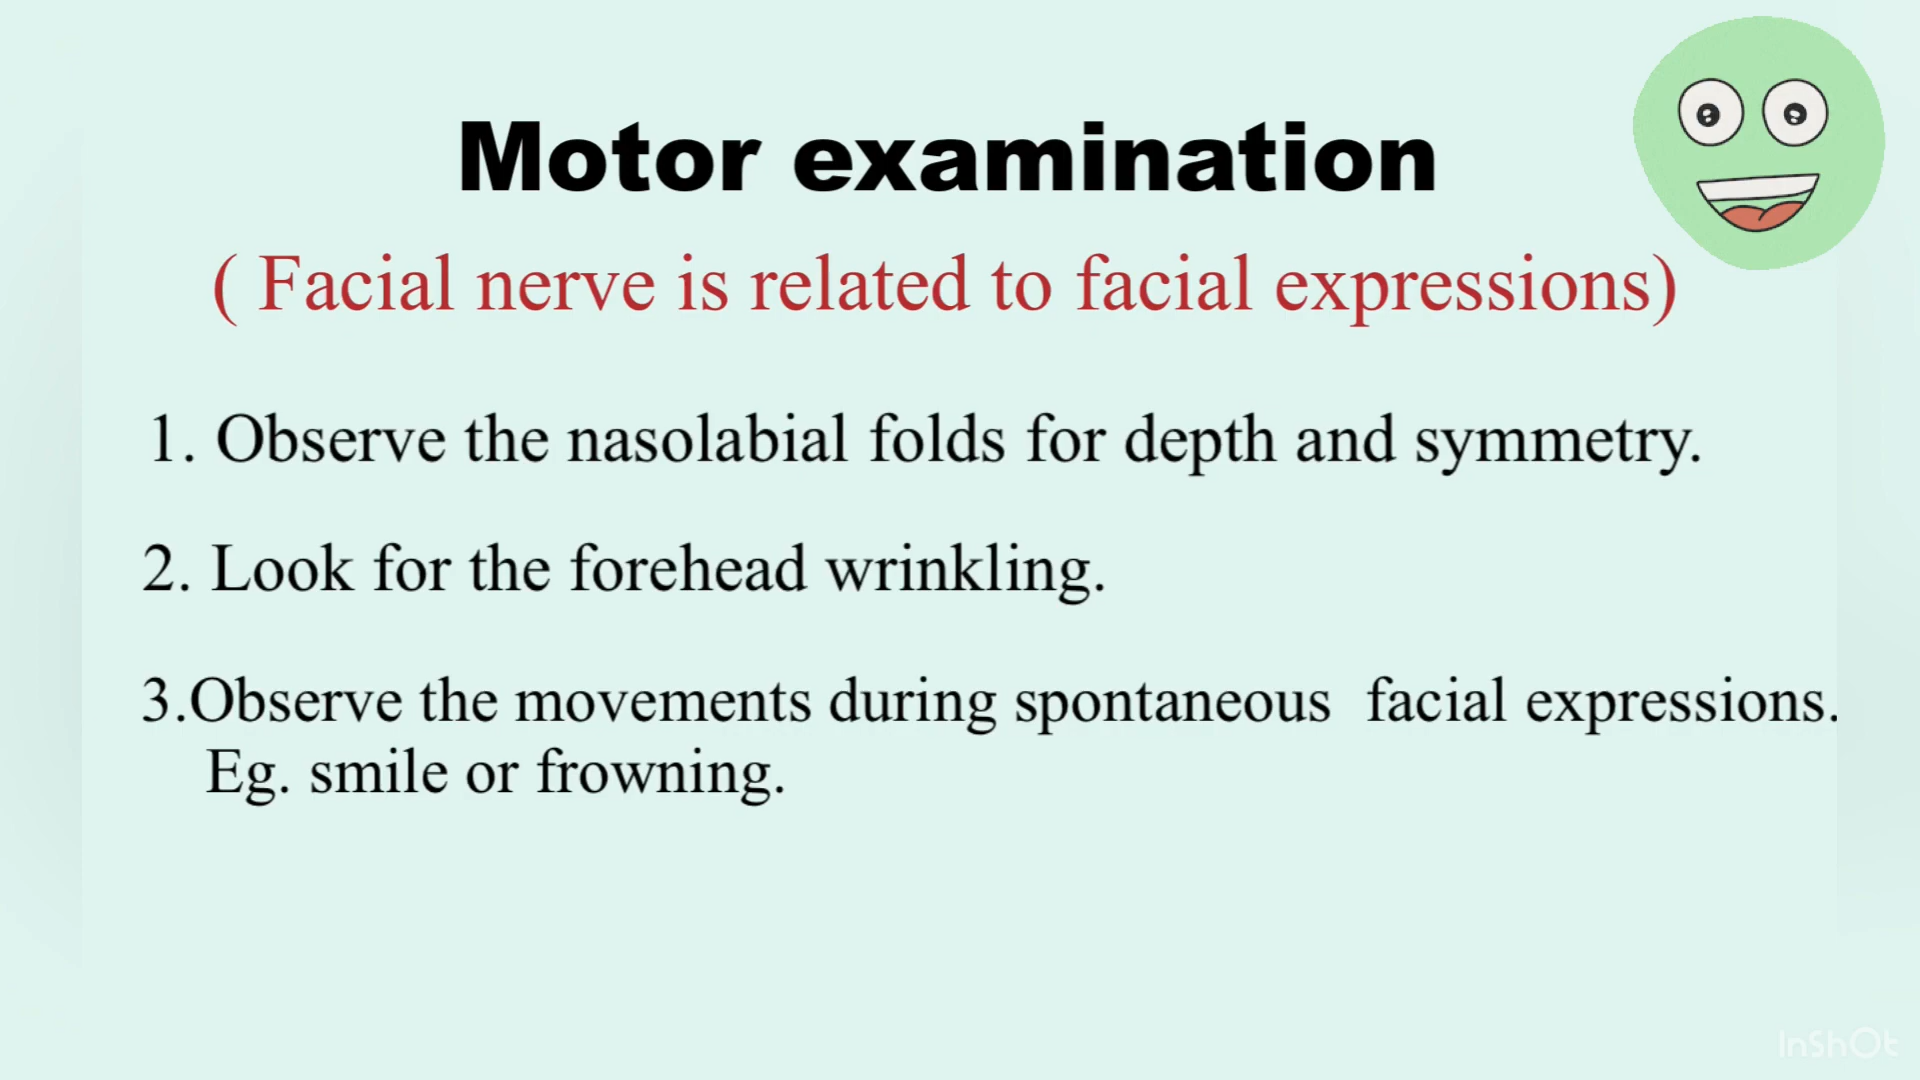 Motor examination
( Facial nerve is related to facial expressions)
1. Observe the nasolabial folds for depth and symmetry.
2. Look for the forehead wrinkling.
3.Observe the movements during spontaneous  facial expressions.
Eg. smile or frowning.
InShOt